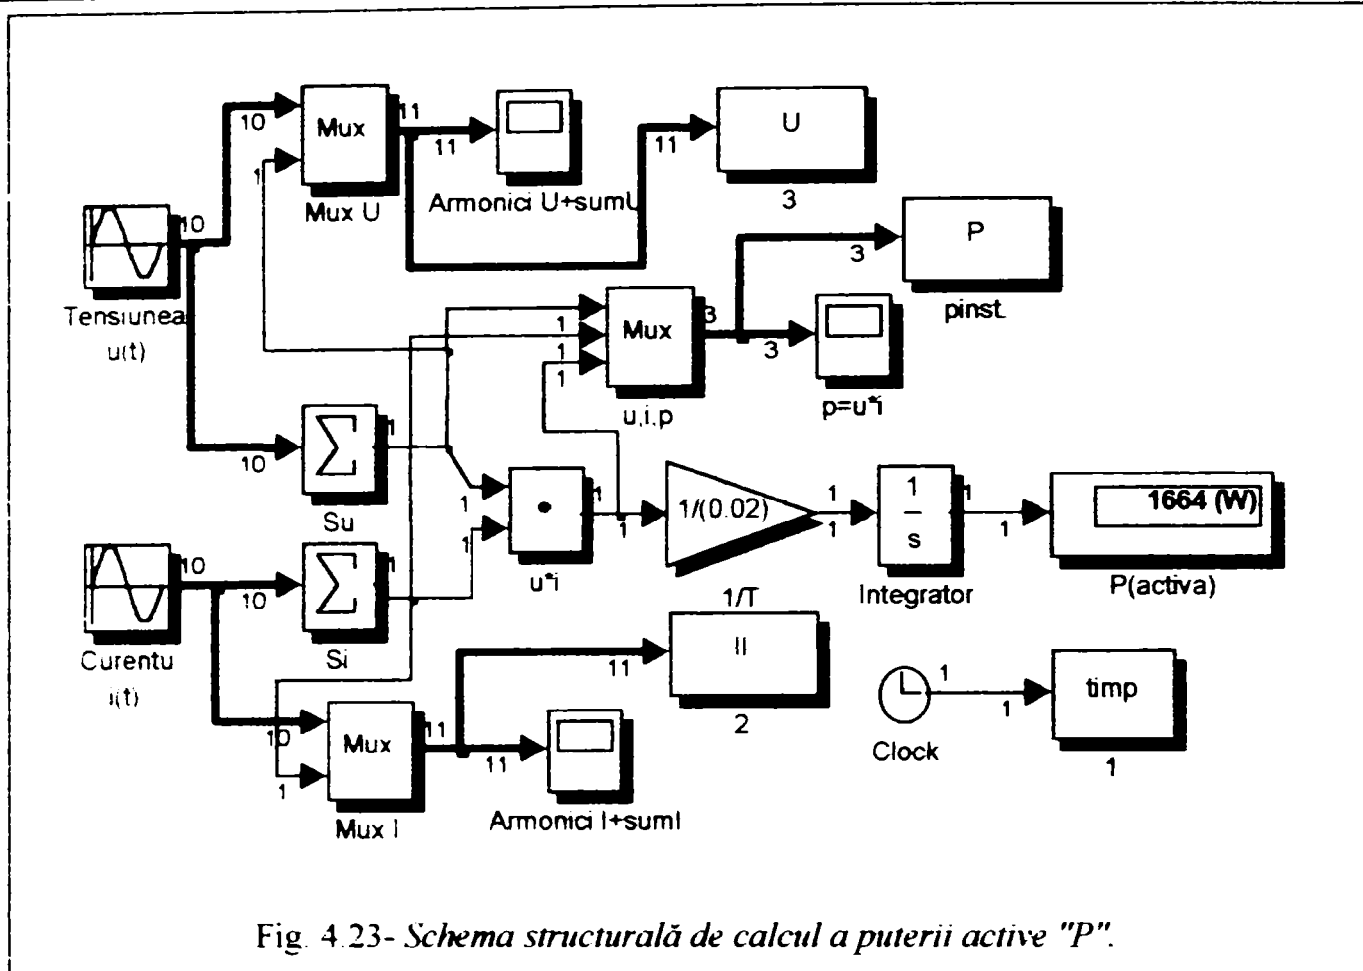 10
Mux
11
1
Mux U
11
Armonici U+sumU
11
U
3
10
Tensiunea
u(t)
P
3
pinst.
1
1
1
Mux
3
u,i,p
3
p=u*i
10
Σ
1
Su
1
1
u*i
1
1
1/(0.02)
1/T
1
1
1
s
Integrator
1
1
1664 (W)
P(activa)
10
Curentu
i(t)
10
Σ
1
Si
10
1
Mux
11
Mux I
11
Armonici I+sumI
11
II
2
Clock
1
1
timp
1
Fig. 4.23- Schema structurală de calcul a puterii active "P".